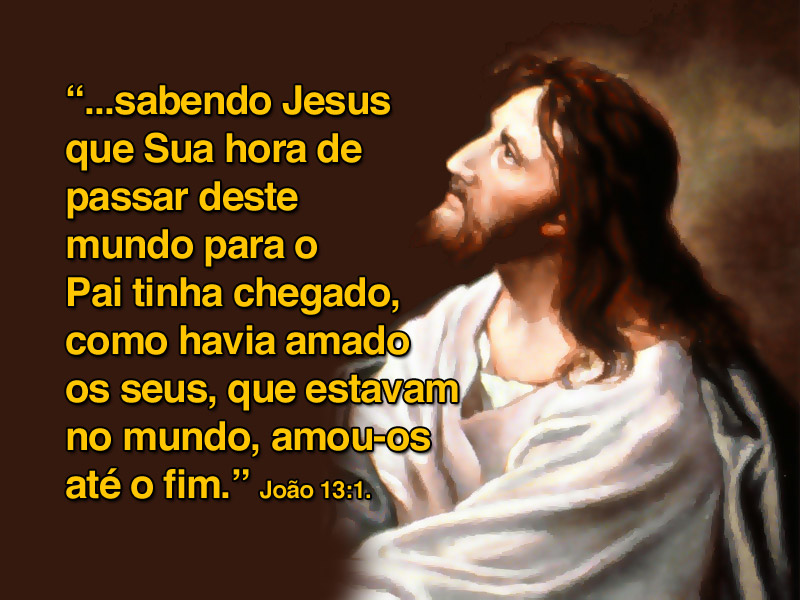 “...sabendo Jesus
que Sua hora de
passar deste
mundo para o
Pai tinha chegado,
como havia amado
os seus, que estavam
no mundo, amou-os
até o fim.” João 13:1.